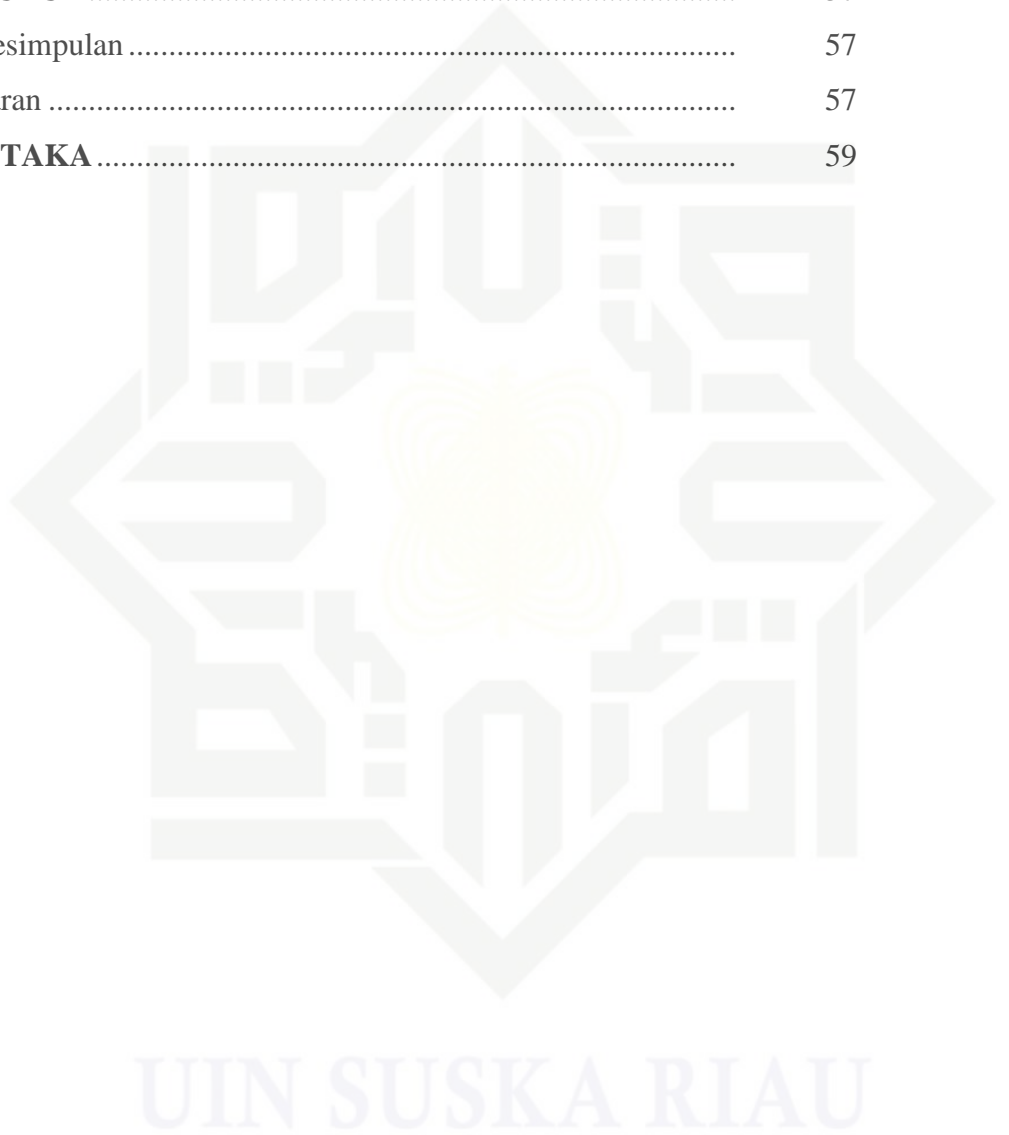 esimpulan ........ 57
ran ........ 57
TAKA ........ 59
UIN SUSKA RIAU